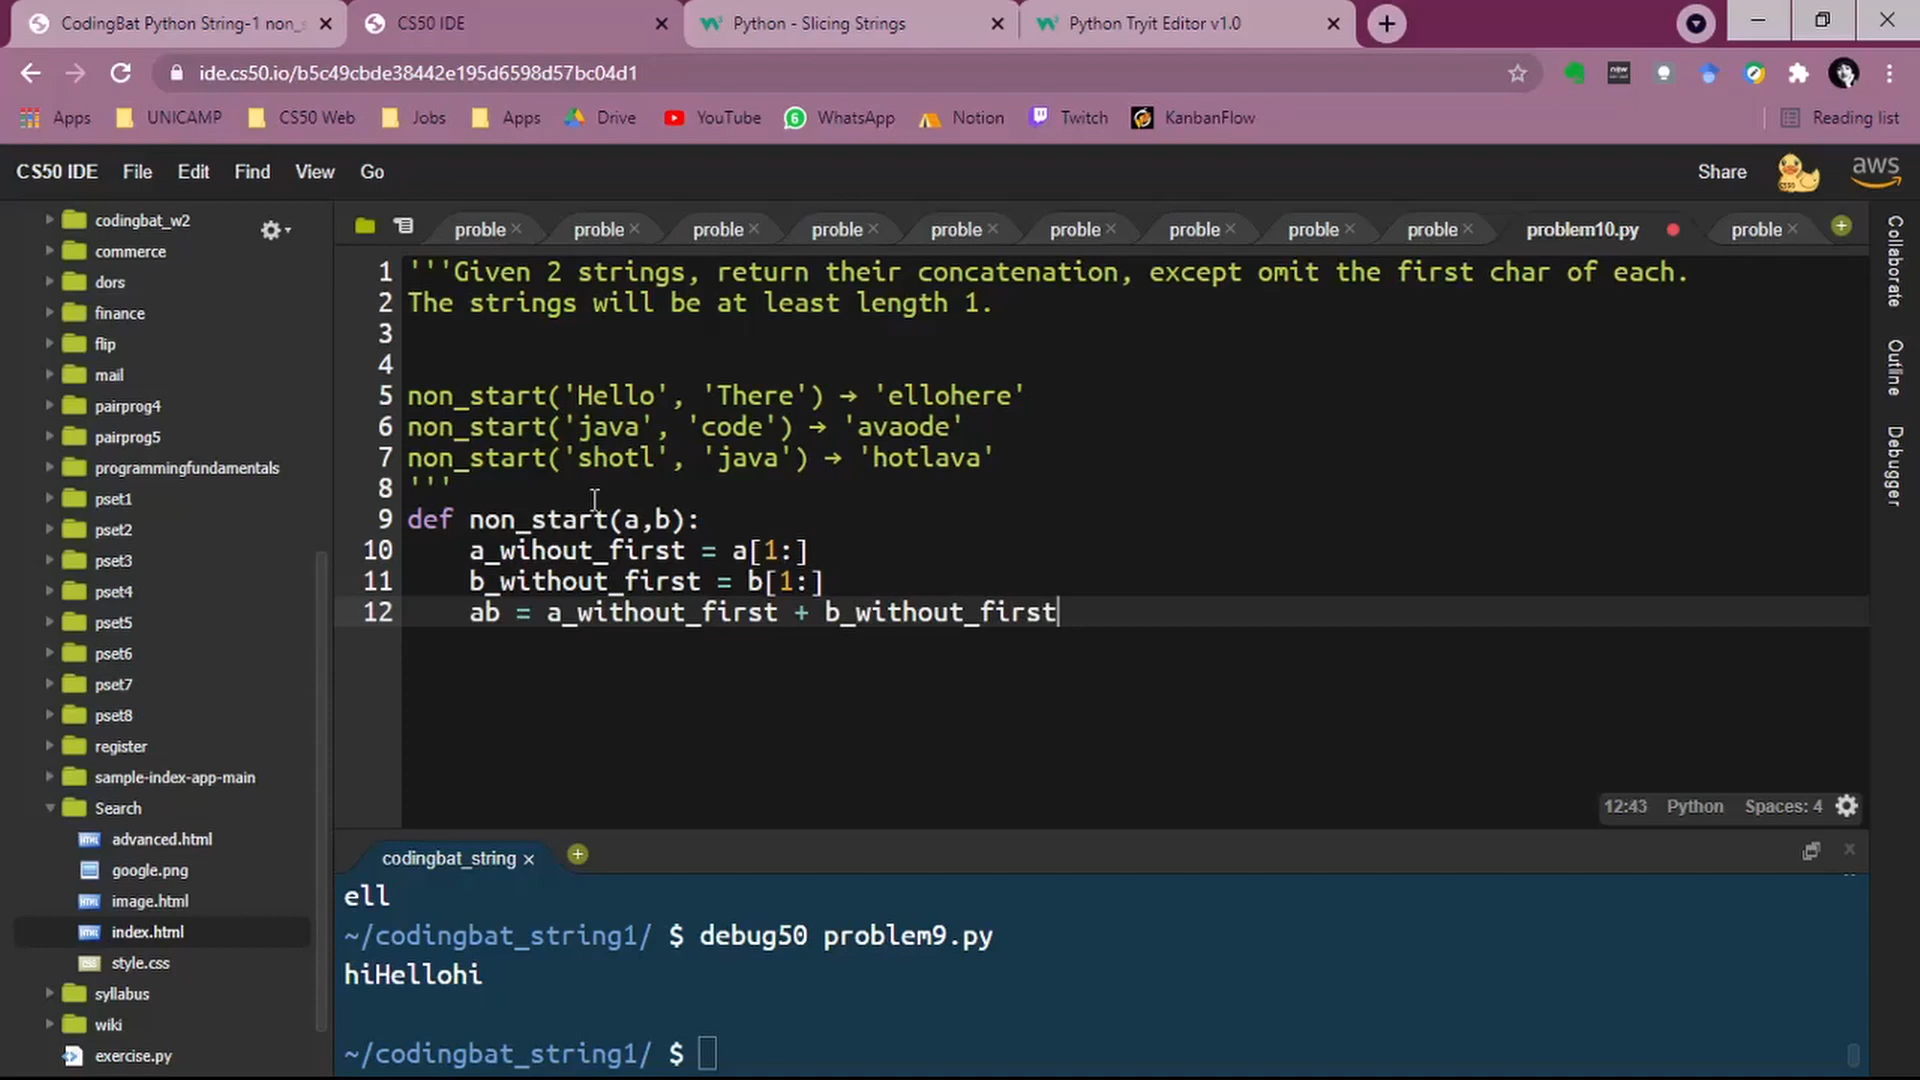 CodingBat Python String-1 non_s
CS50 IDE
Python - Slicing Strings
Python Tryit Editor v1.0
ide.cs50.io/b5c49cbde38442e195d6598d57bc04d1
Apps
UNICAMP
CS50 Web
Jobs
Apps
Drive
YouTube
6
WhatsApp
Notion
Twitch
KanbanFlow
Reading list
CS50 IDE File Edit Find View Go
Share
aws
codingbat_w2
commerce
dors
finance
flip
mail
pairprog4
pairprog5
programmingfundamentals
pset1
pset2
pset3
pset4
pset5
pset6
pset7
pset8
register
sample-index-app-main
Search
advanced.html
google.png
image.html
index.html
style.css
syllabus
wiki
exercise.py
proble
proble
proble
proble
proble
proble
proble
proble
proble
problem10.py
proble
1 '''Given 2 strings, return their concatenation, except omit the first char of each.
2 The strings will be at least length 1.
3
4
5 non_start('Hello', 'There') → 'ellohere'
6 non_start('java', 'code') → 'avaode'
7 non_start('shotl', 'java') → 'hotlava'
8 '''
9 def non_start(a,b):
10 a_wihout_first = a[1:]
11 b_without_first = b[1:]
12 ab = a_without_first + b_without_first
12:43 Python Spaces: 4
Collaborate
Outline
Debugger
codingbat_string
ell
~/codingbat_string1/ $ debug50 problem9.py
hiHellohi
~/codingbat_string1/ $